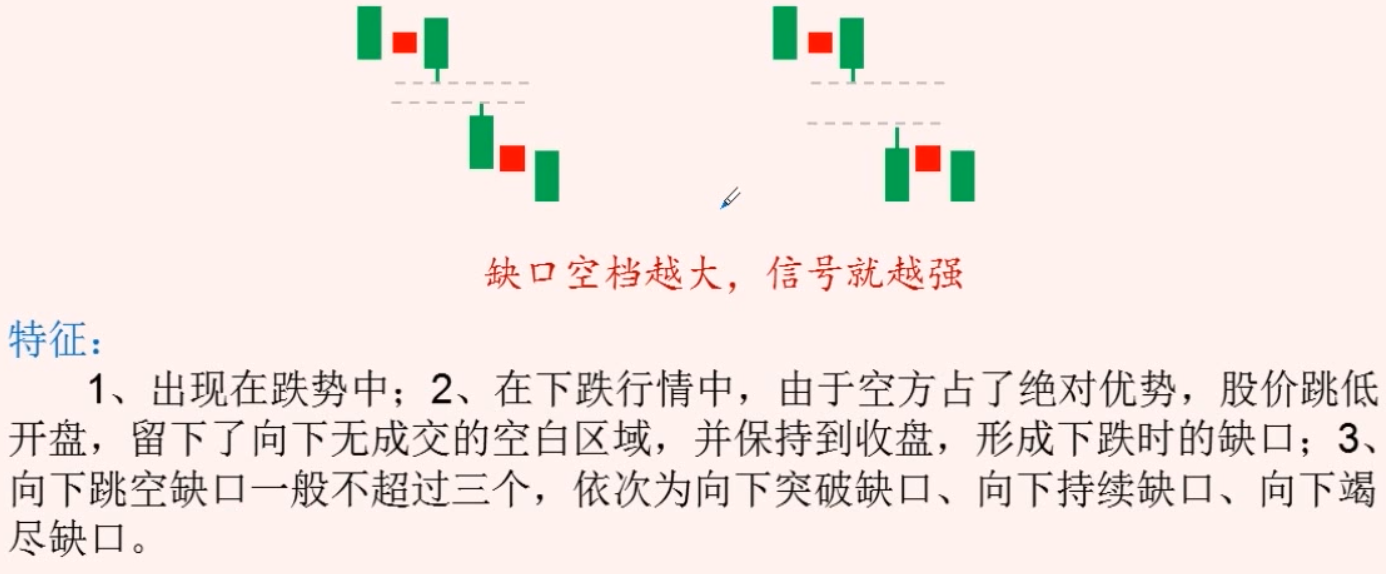 缺口空档越大，信号就越强
特征：
1、出现在跌势中；2、在下跌行情中，由于空方占了绝对优势，股价跳低
开盘，留下了向下无成交的空白区域，并保持到收盘，形成下跌时的缺口；3、
向下跳空缺口一般不超过三个，依次为向下突破缺口、向下持续缺口、向下竭
尽缺口。